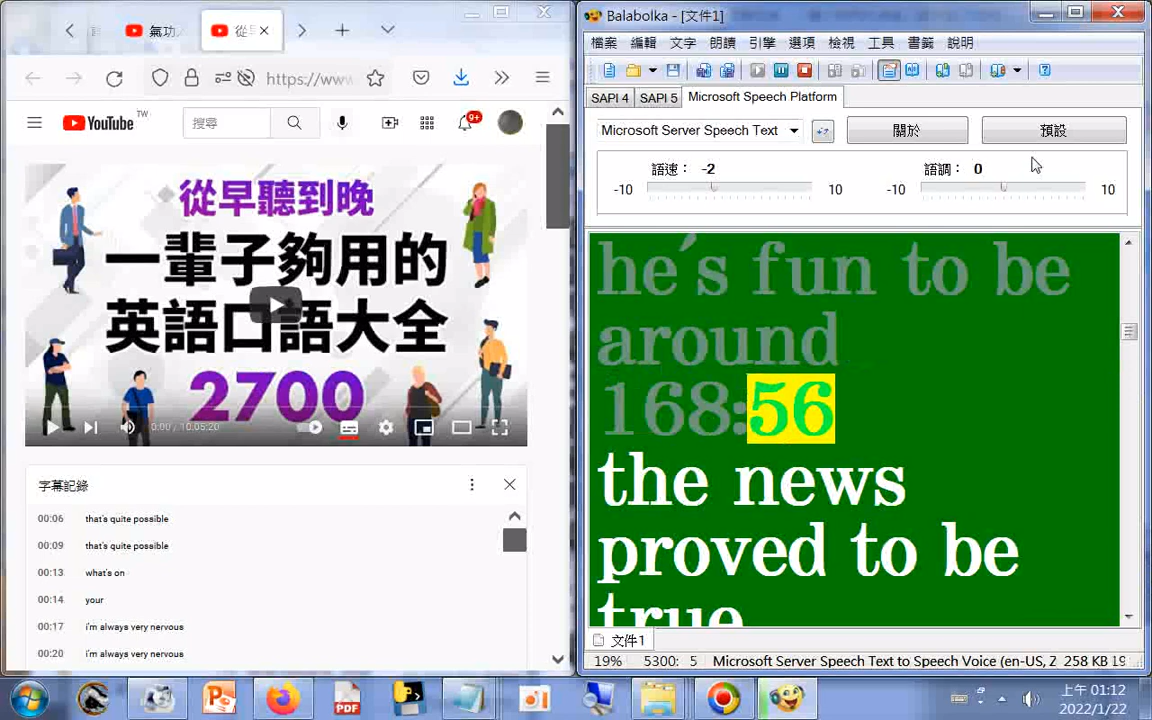 氣功
從
https://www
YouTube TW
搜尋
9+
從早聽到晚
一輩子夠用的
英語口語大全
2700
0:00 / 10:05:20
字幕記錄
00:06 that's quite possible
00:09 that's quite possible
00:13 what's on
00:14 your
00:17 i'm always very nervous
00:20 i'm always very nervous
Balabolka - [文件1]
檔案 編輯 文字 朗讀 引擎 選項 檢視 工具 書籤 說明
SAPI 4 SAPI 5 Microsoft Speech Platform
Microsoft Server Speech Text 關於 預設
語速： -2 語調： 0
-10 10 -10 10
he's fun to be
around
168:56
the news
proved to be
true
文件1
19% 5300: 5 Microsoft Server Speech Text to Speech Voice (en-US, Z 258 KB 19
PDF
上午 01:12
2022/1/22